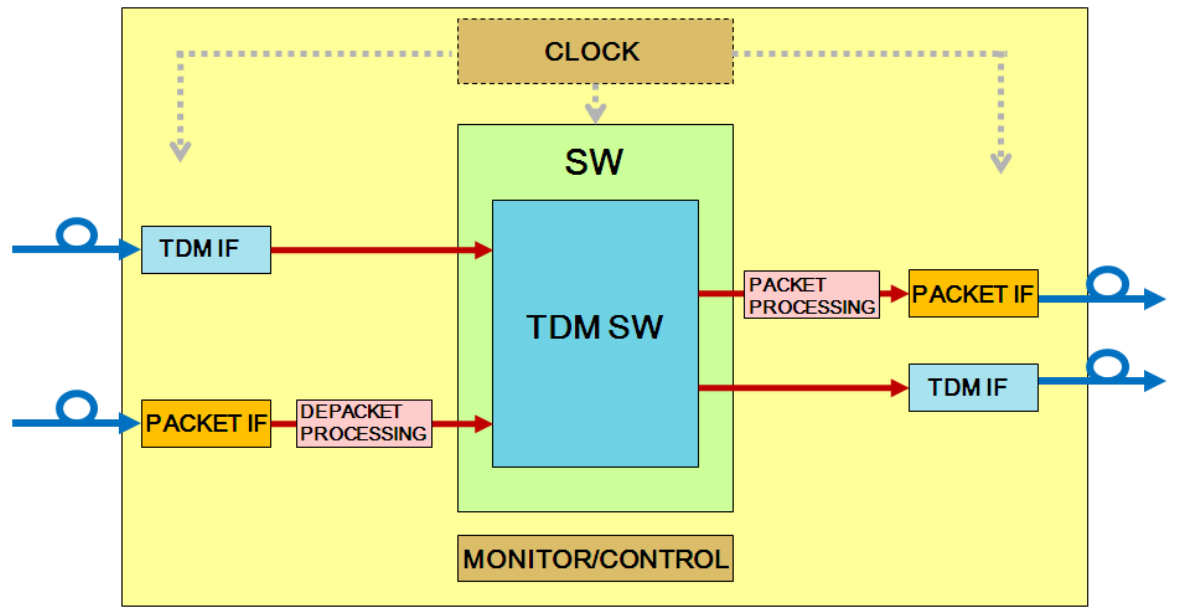 CLOCK
SW
TDM IF
TDM SW
PACKET
PROCESSING
PACKET IF
TDM IF
PACKET IF
DEPACKET
PROCESSING
MONITOR/CONTROL